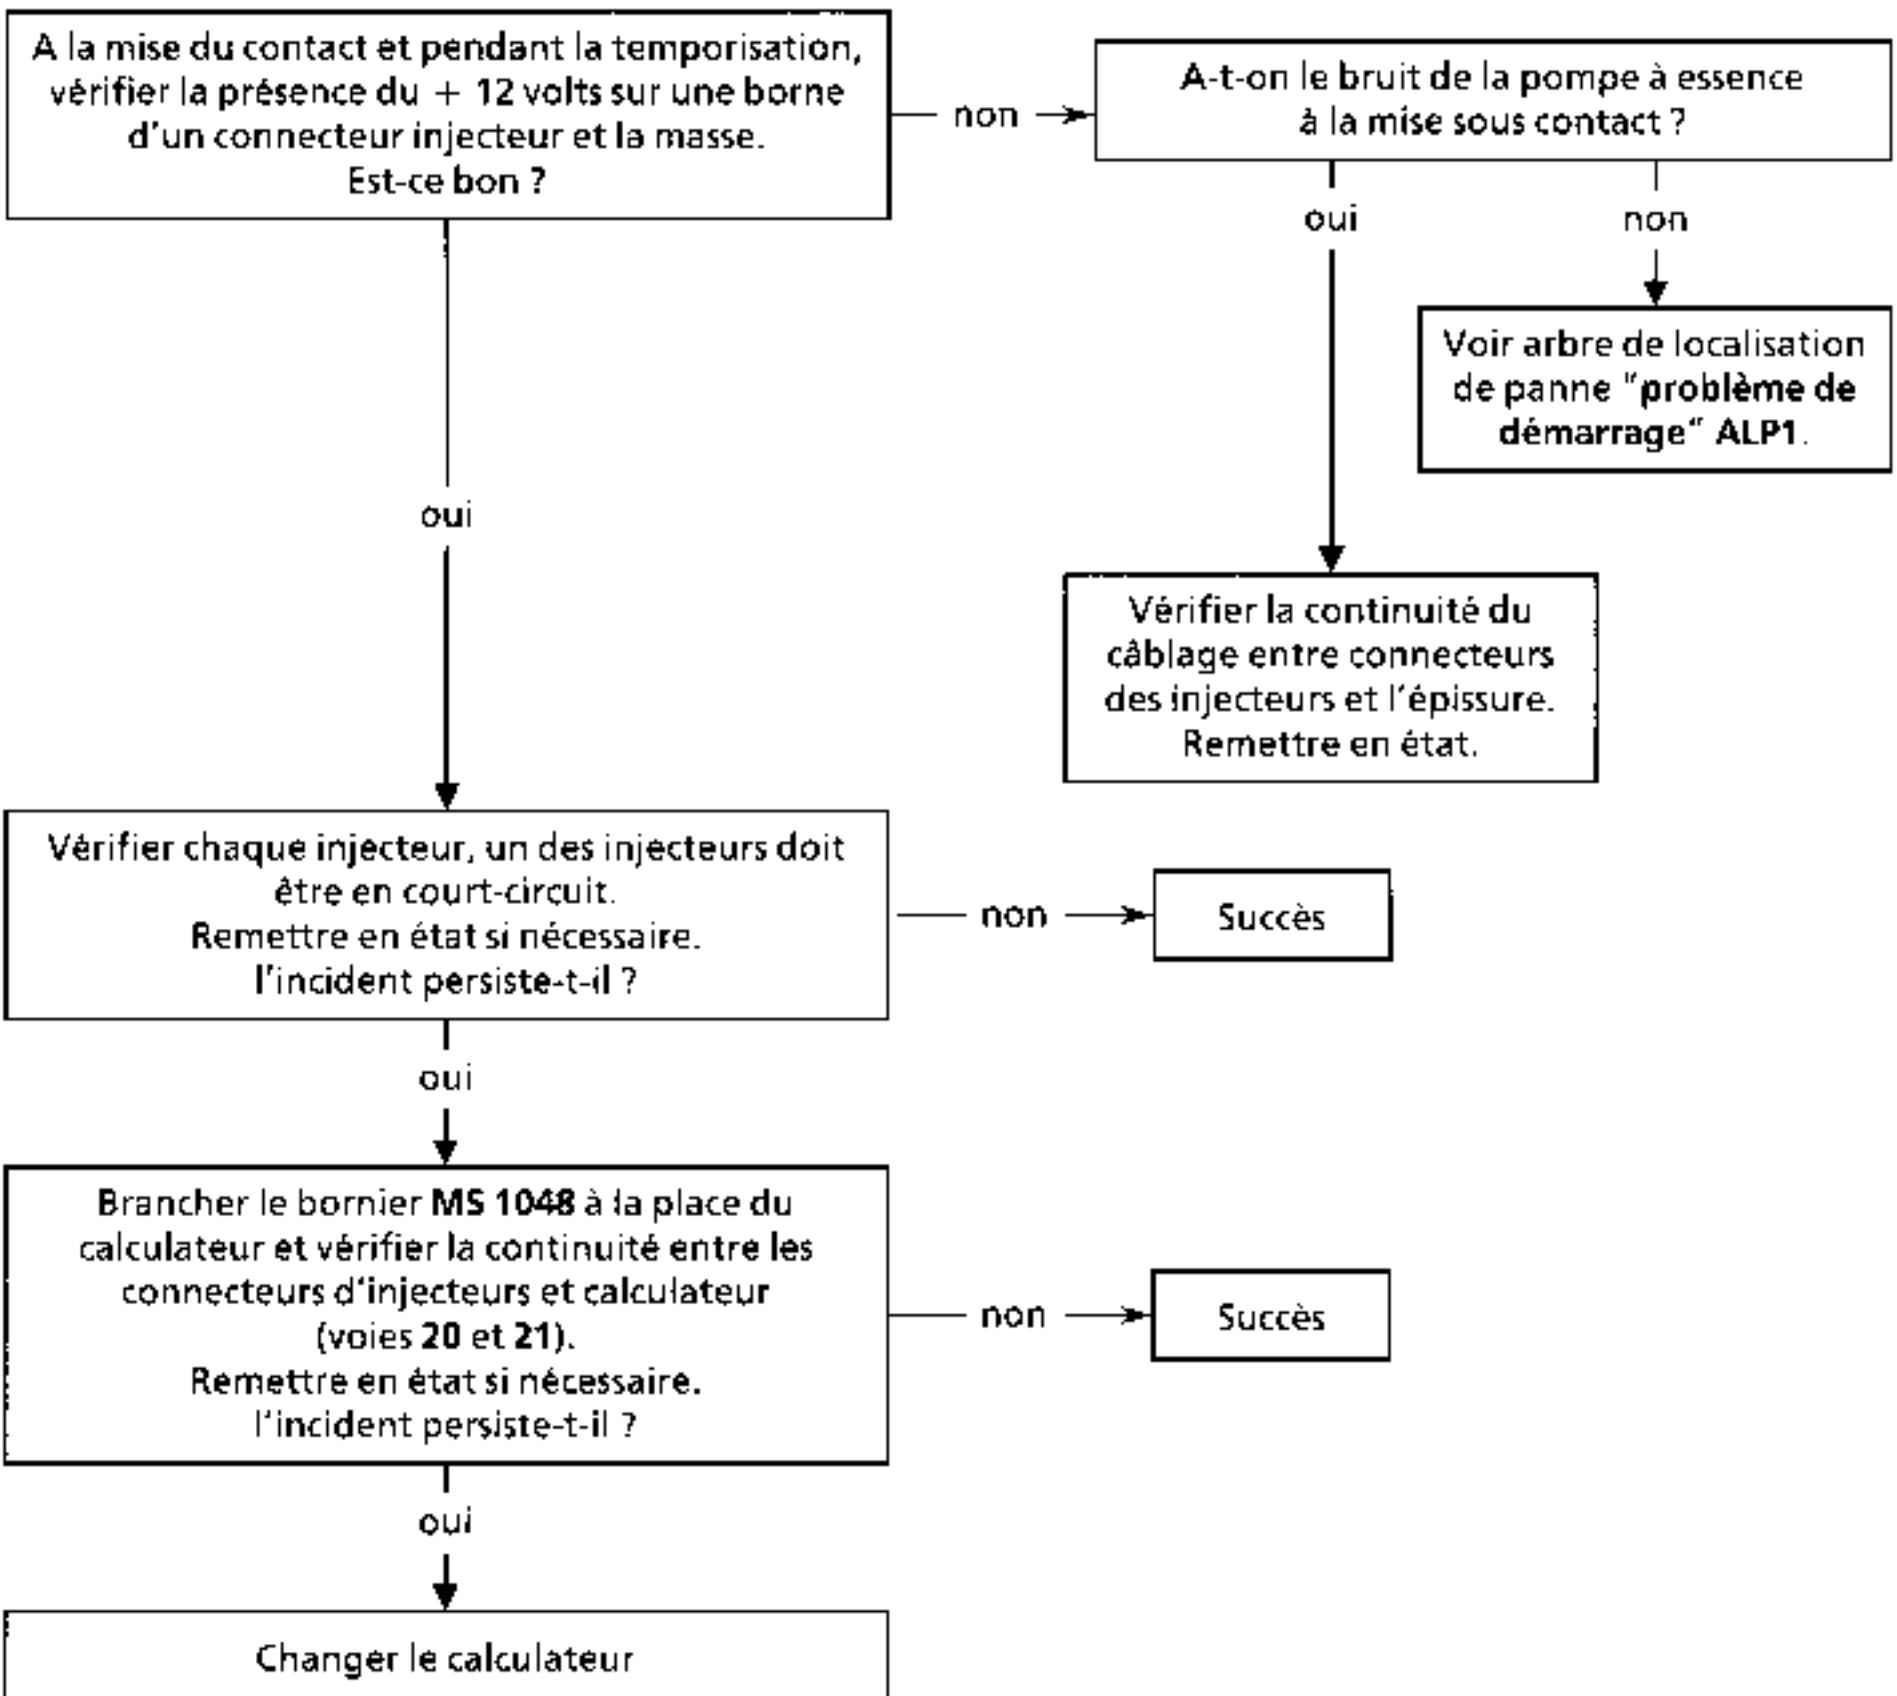 A la mise du contact et pendant la temporisation,
vérifier la présence du + 12 volts sur une borne
d'un connecteur injecteur et la masse.
Est-ce bon ?
non
A-t-on le bruit de la pompe à essence
à la mise sous contact ?
oui
non
Voir arbre de localisation
de panne "problème de
démarrage" ALP1.
oui
Vérifier la continuité du
câblage entre connecteurs
des injecteurs et l'épissure.
Remettre en état.
Vérifier chaque injecteur, un des injecteurs doit
être en court-circuit.
Remettre en état si nécessaire.
l'incident persiste-t-il ?
non
Succès
oui
Brancher le bornier MS 1048 à la place du
calculateur et vérifier la continuité entre les
connecteurs d'injecteurs et calculateur
(voies 20 et 21).
Remettre en état si nécessaire.
l'incident persiste-t-il ?
non
Succès
oui
Changer le calculateur